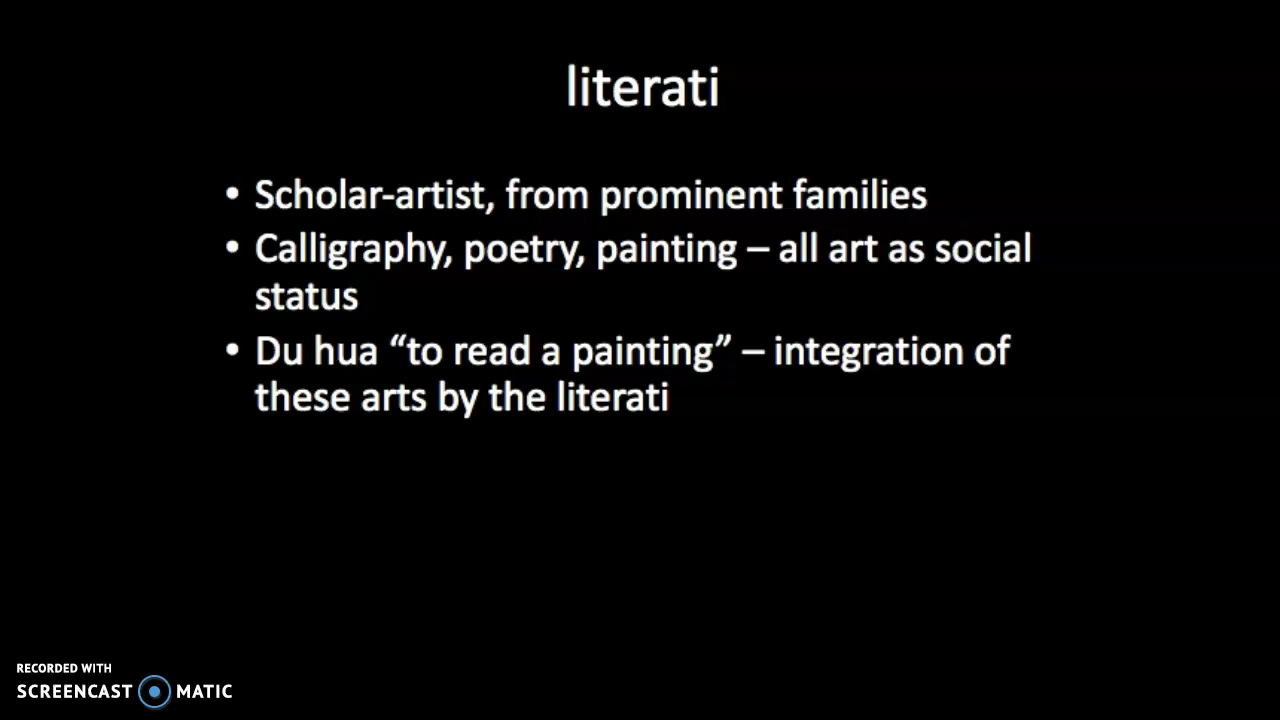 literati
• Scholar-artist, from prominent families
• Calligraphy, poetry, painting – all art as social
status
• Du hua “to read a painting” – integration of
these arts by the literati
RECORDED WITH
SCREENCAST MATIC